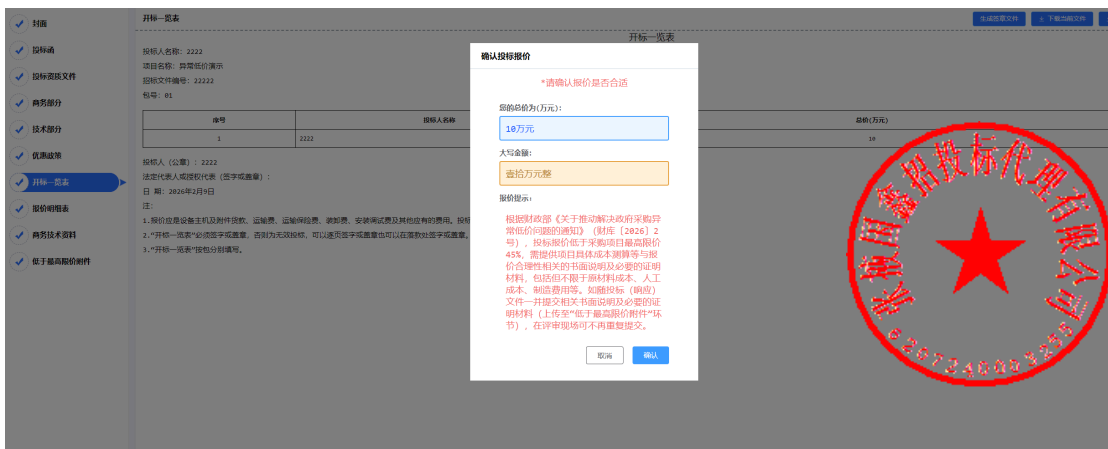 封面
投标函
投标资质文件
商务部分
技术部分
优惠政策
开标一览表
报价明细表
商务技术资料
低于最高限价附件
开标一览表
生成签章文件
下载当前文件
开标一览表
投标人名称: 2222
项目名称: 异常低价演示
招标文件编号: 22222
包号: 01
序号
投标人名称
总价(万元)
1
2222
10
投标人（公章）: 2222
法定代表人或授权代表（签字或盖章）:
日 期: 2026年2月9日
注:
1.报价应是设备主机及附件货款、运输费、运输保险费、装卸费、安装调试费及其他应有的费用。投标
2."开标一览表"必须签字或盖章, 否则为无效投标, 可以逐页签字或盖章也可以在落款处签字或盖章。
3."开标一览表"按包分别填写。
确认投标报价
*请确认报价是否合适
您的总价为(万元):
10万元
大写金额:
壹拾万元整
报价提示:
根据财政部《关于推动解决政府采购异
常低价问题的通知》（财库〔2026〕2
号）, 投标报价低于采购项目最高限价
45%, 需提供项目具体成本测算等与报
价合理性相关的书面说明及必要的证明
材料, 包括但不限于原材料成本、人工
成本、制造费用等。如随投标（响应）
文件一并提交相关书面说明及必要的证
明材料（上传至"低于最高限价附件"环
节）, 在评审现场可不再重复提交。
取消
确认